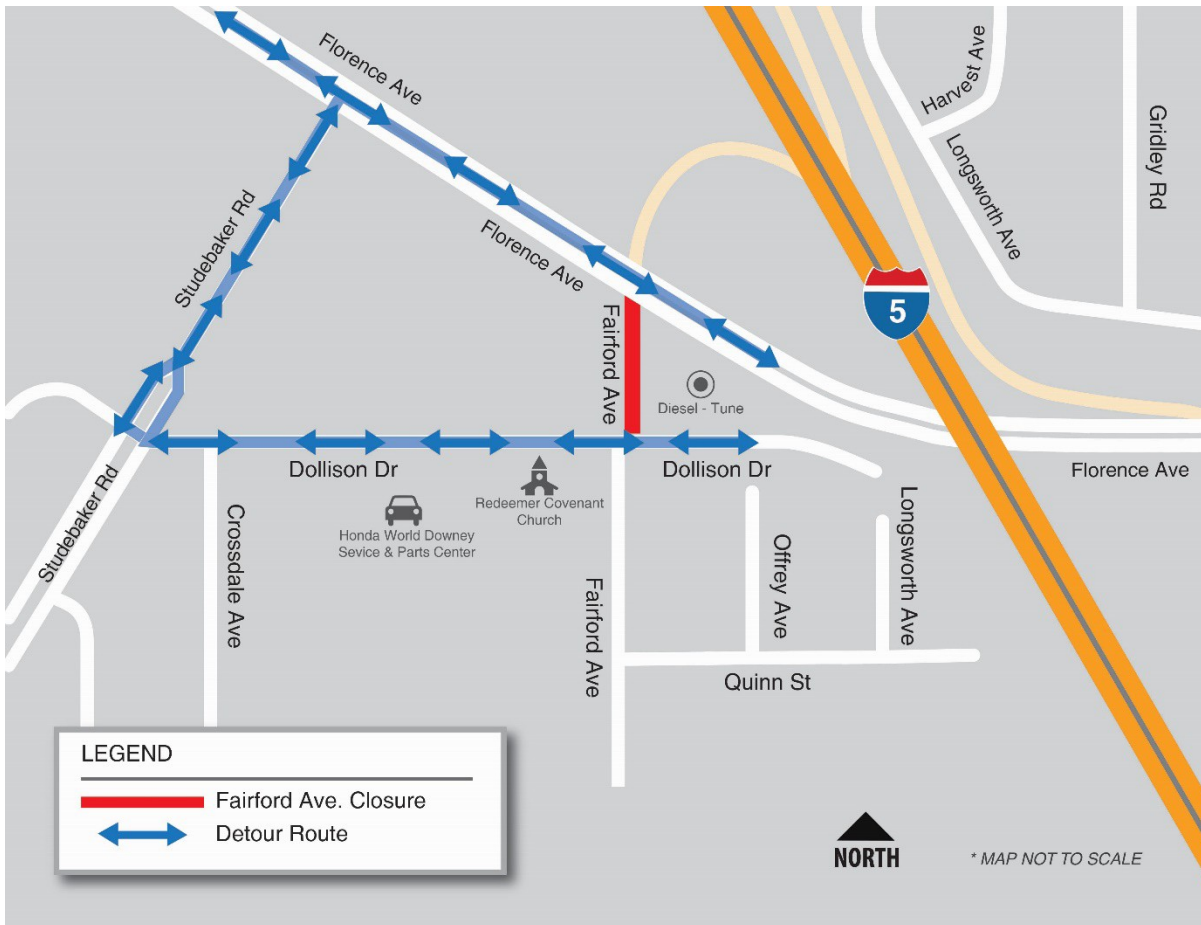 Florence Ave
Harvest Ave
Longsworth Ave
Gridley Rd
Studebaker Rd
Florence Ave
5
Fairford Ave
Diesel - Tune
Dollison Dr
Dollison Dr
Florence Ave
Redeemer Covenant
Church
Honda World Downey
Sevice & Parts Center
Studebaker Rd
Crossdale Ave
Fairford Ave
Offrey Ave
Longsworth Ave
Quinn St
LEGEND
Fairford Ave. Closure
Detour Route
NORTH
* MAP NOT TO SCALE